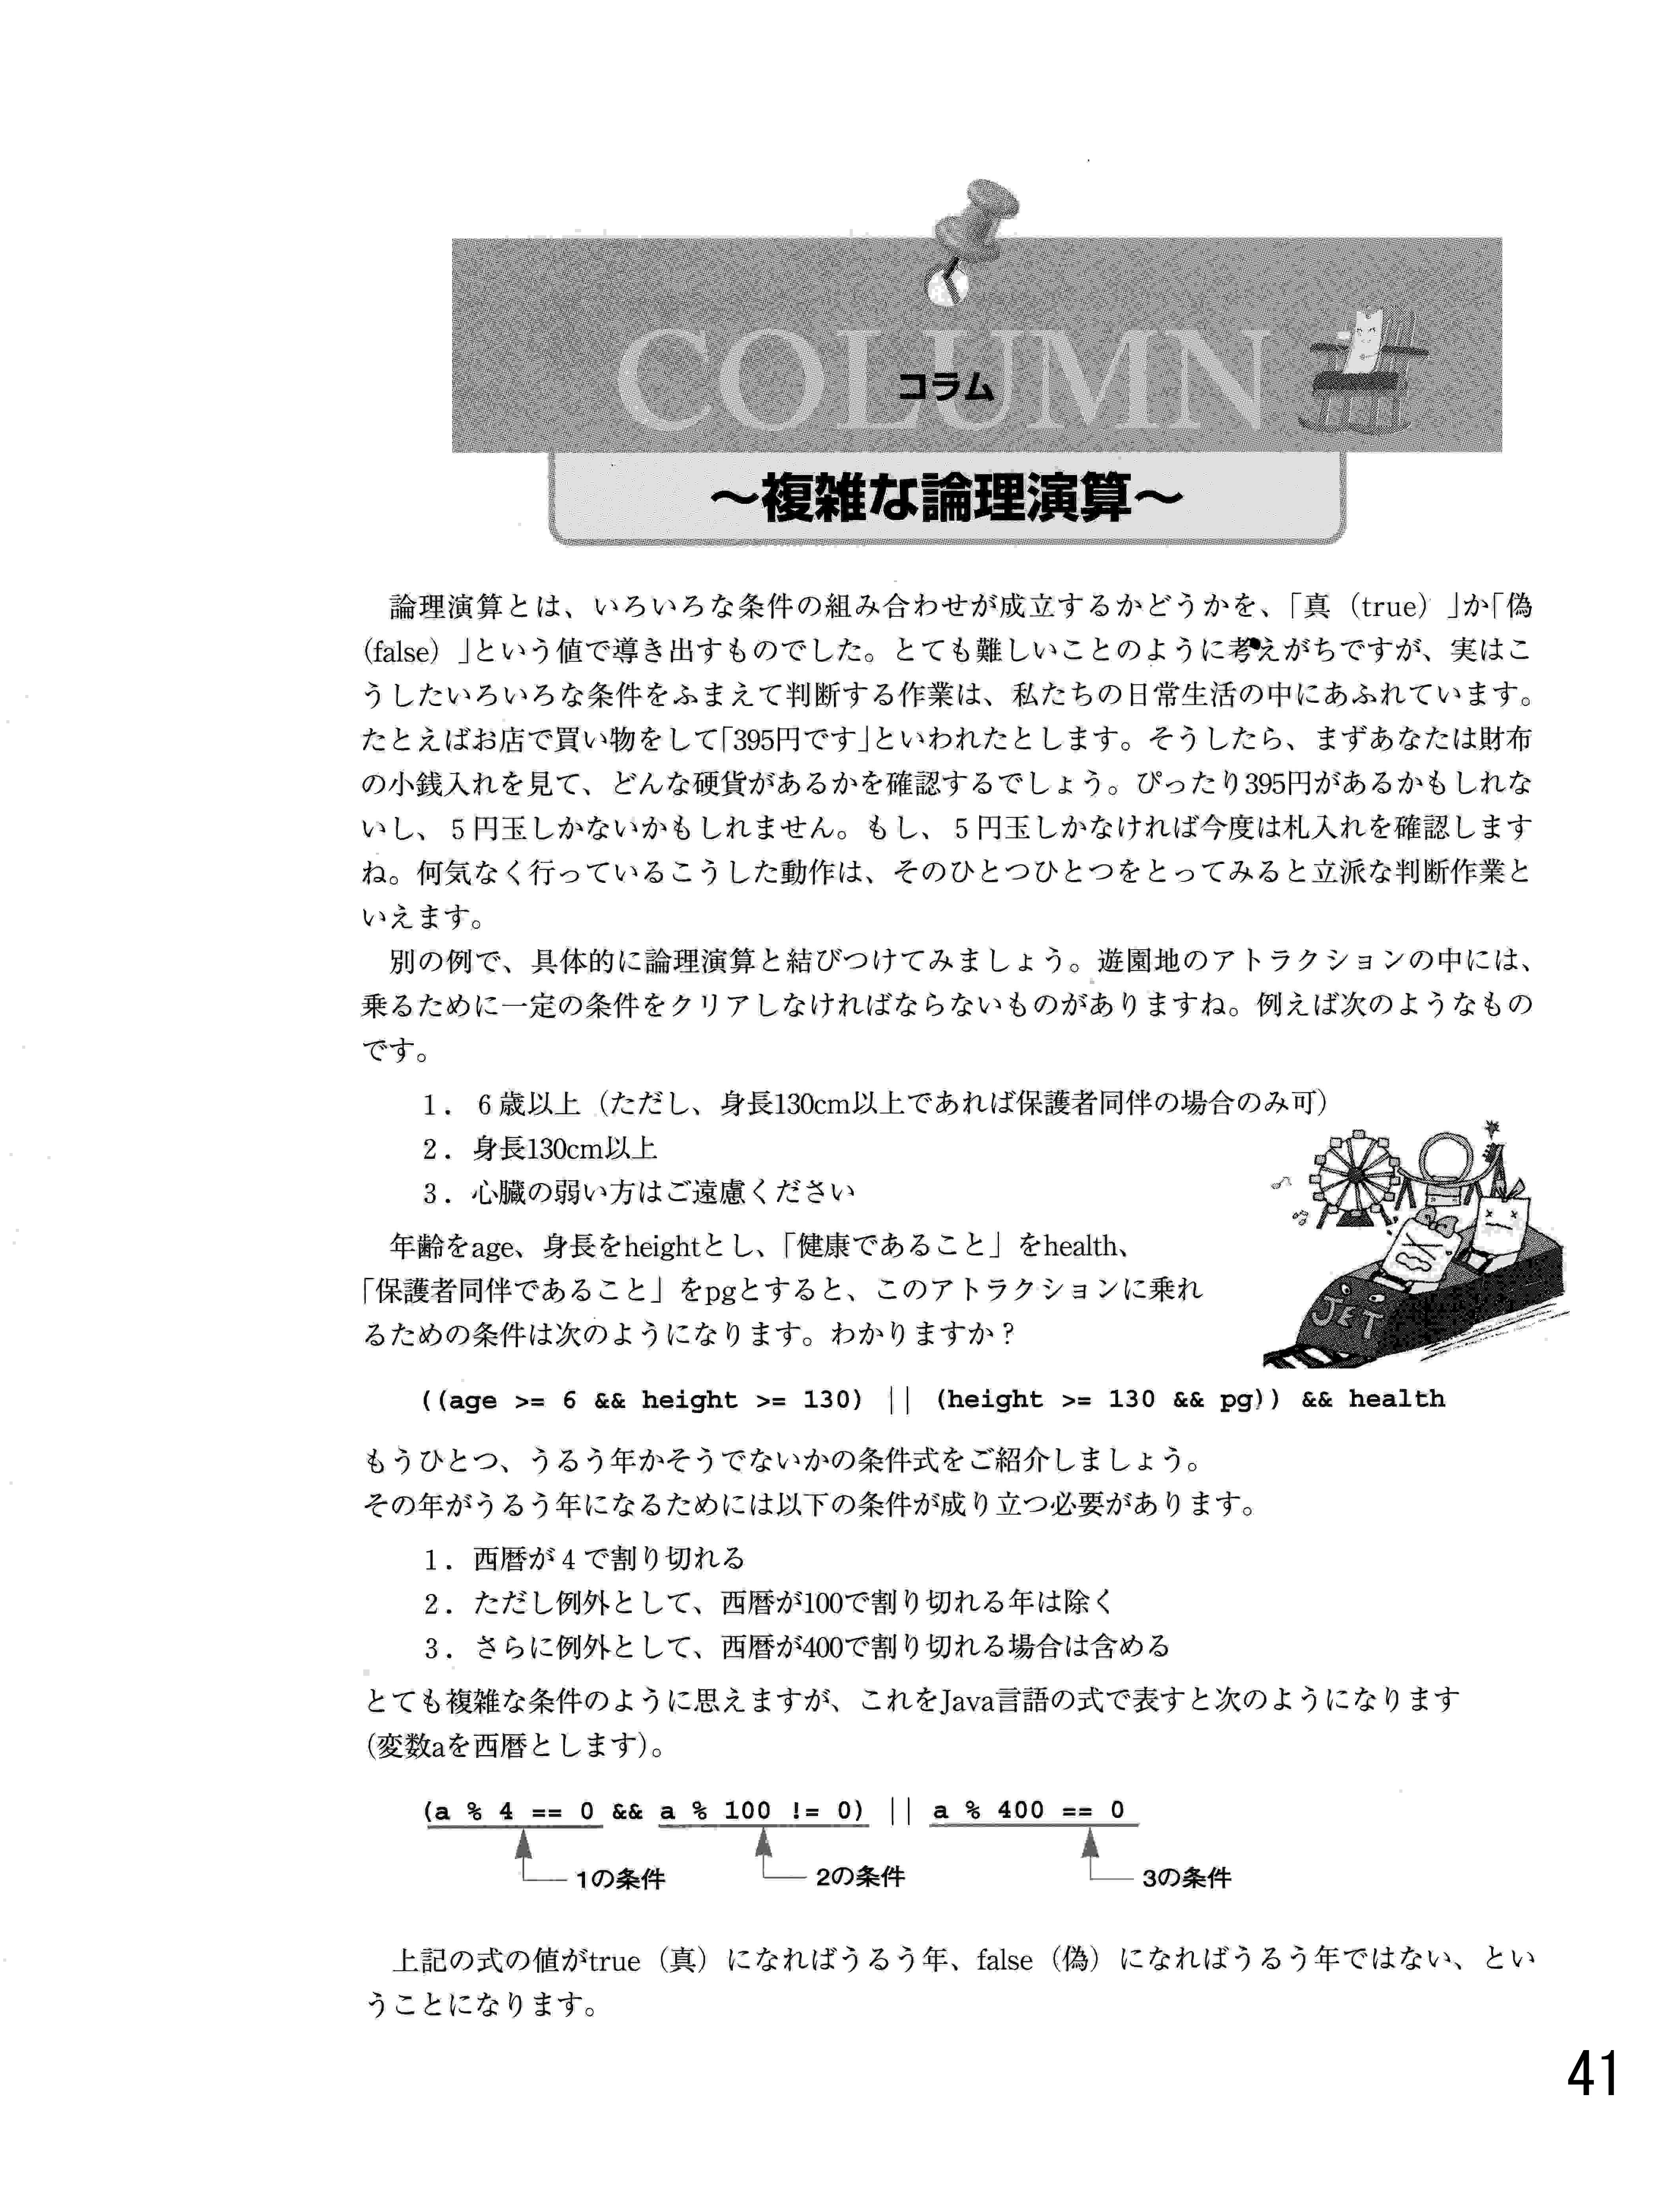 COLUMN
コラム
～複雑な論理演算～
論理演算とは、いろいろな条件の組み合わせが成立するかどうかを、「真（true）」か「偽
（false）」という値で導き出すものでした。とても難しいことのように考えがちですが、実はこ
うしたいろいろな条件をふまえて判断する作業は、私たちの日常生活の中にあふれています。
たとえばお店で買い物をして「395円です」といわれたとします。そうしたら、まずあなたは財布
の小銭入れを見て、どんな硬貨があるかを確認するでしょう。ぴったり395円があるかもしれな
いし、５円玉しかないかもしれません。もし、５円玉しかなければ今度は札入れを確認します
ね。何気なく行っているこうした動作は、そのひとつひとつをとってみると立派な判断作業と
いえます。
別の例で、具体的に論理演算と結びつけてみましょう。遊園地のアトラクションの中には、
乗るために一定の条件をクリアしなければならないものがありますね。例えば次のようなもの
です。
1．６歳以上（ただし、身長130cm以上であれば保護者同伴の場合のみ可）
2．身長130cm以上
3．心臓の弱い方はご遠慮ください
年齢をage、身長をheightとし、「健康であること」をhealth、
「保護者同伴であること」をpgとすると、このアトラクションに乗れ
るための条件は次のようになります。わかりますか？
JET
((age >= 6 && height >= 130) || (height >= 130 && pg)) && health
もうひとつ、うるう年かそうでないかの条件式をご紹介しましょう。
その年がうるう年になるためには以下の条件が成り立つ必要があります。
1．西暦が４で割り切れる
2．ただし例外として、西暦が100で割り切れる年は除く
3．さらに例外として、西暦が400で割り切れる場合は含める
とても複雑な条件のように思えますが、これをJava言語の式で表すと次のようになります
（変数aを西暦とします）。
(a % 4 == 0 && a % 100 != 0) || a % 400 == 0
1の条件 2の条件 3の条件
上記の式の値がtrue（真）になればうるう年、false（偽）になればうるう年ではない、とい
うことになります。
41